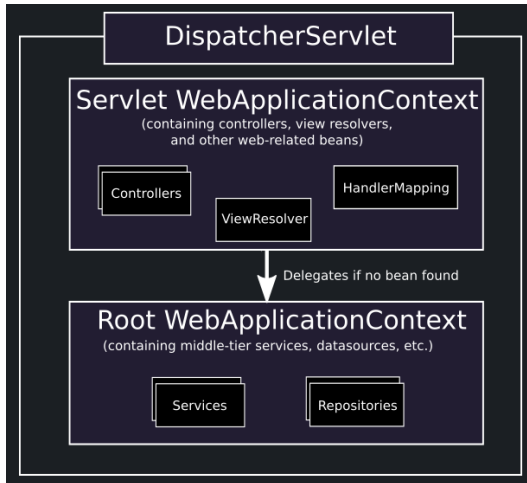 DispatcherServlet
Servlet WebApplicationContext
(containing controllers, view resolvers,
and other web-related beans)
Controllers
ViewResolver
HandlerMapping
Delegates if no bean found
Root WebApplicationContext
(containing middle-tier services, datasources, etc.)
Services
Repositories